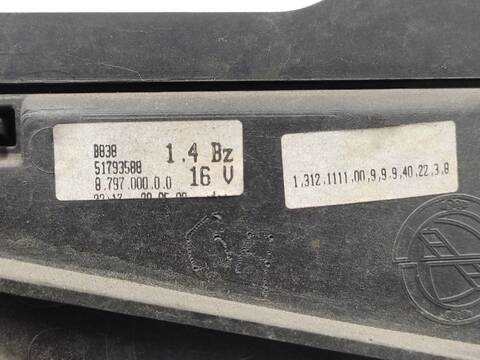 B838 1.4 Bz
51793588
8.797.000.0.0 16 V
1.312.1111.00.9.9.9.40.22.3.8